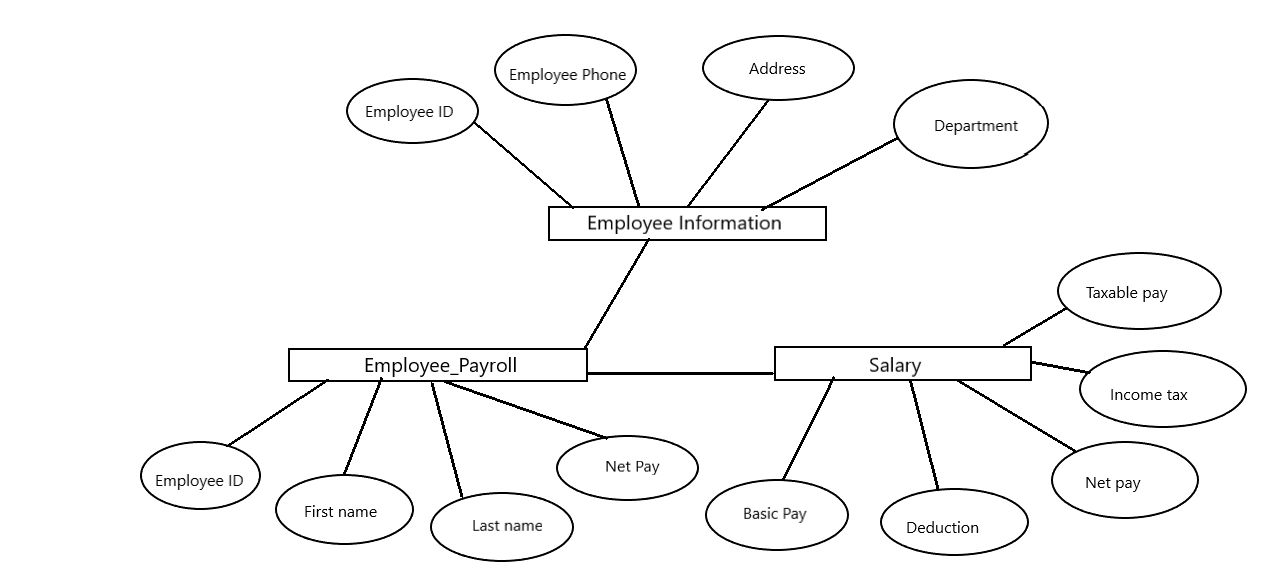 Employee Phone
Address
Employee ID
Department
Employee Information
Taxable pay
Employee_Payroll
Salary
Income tax
Net Pay
Employee ID
Net pay
First name
Basic Pay
Last name
Deduction